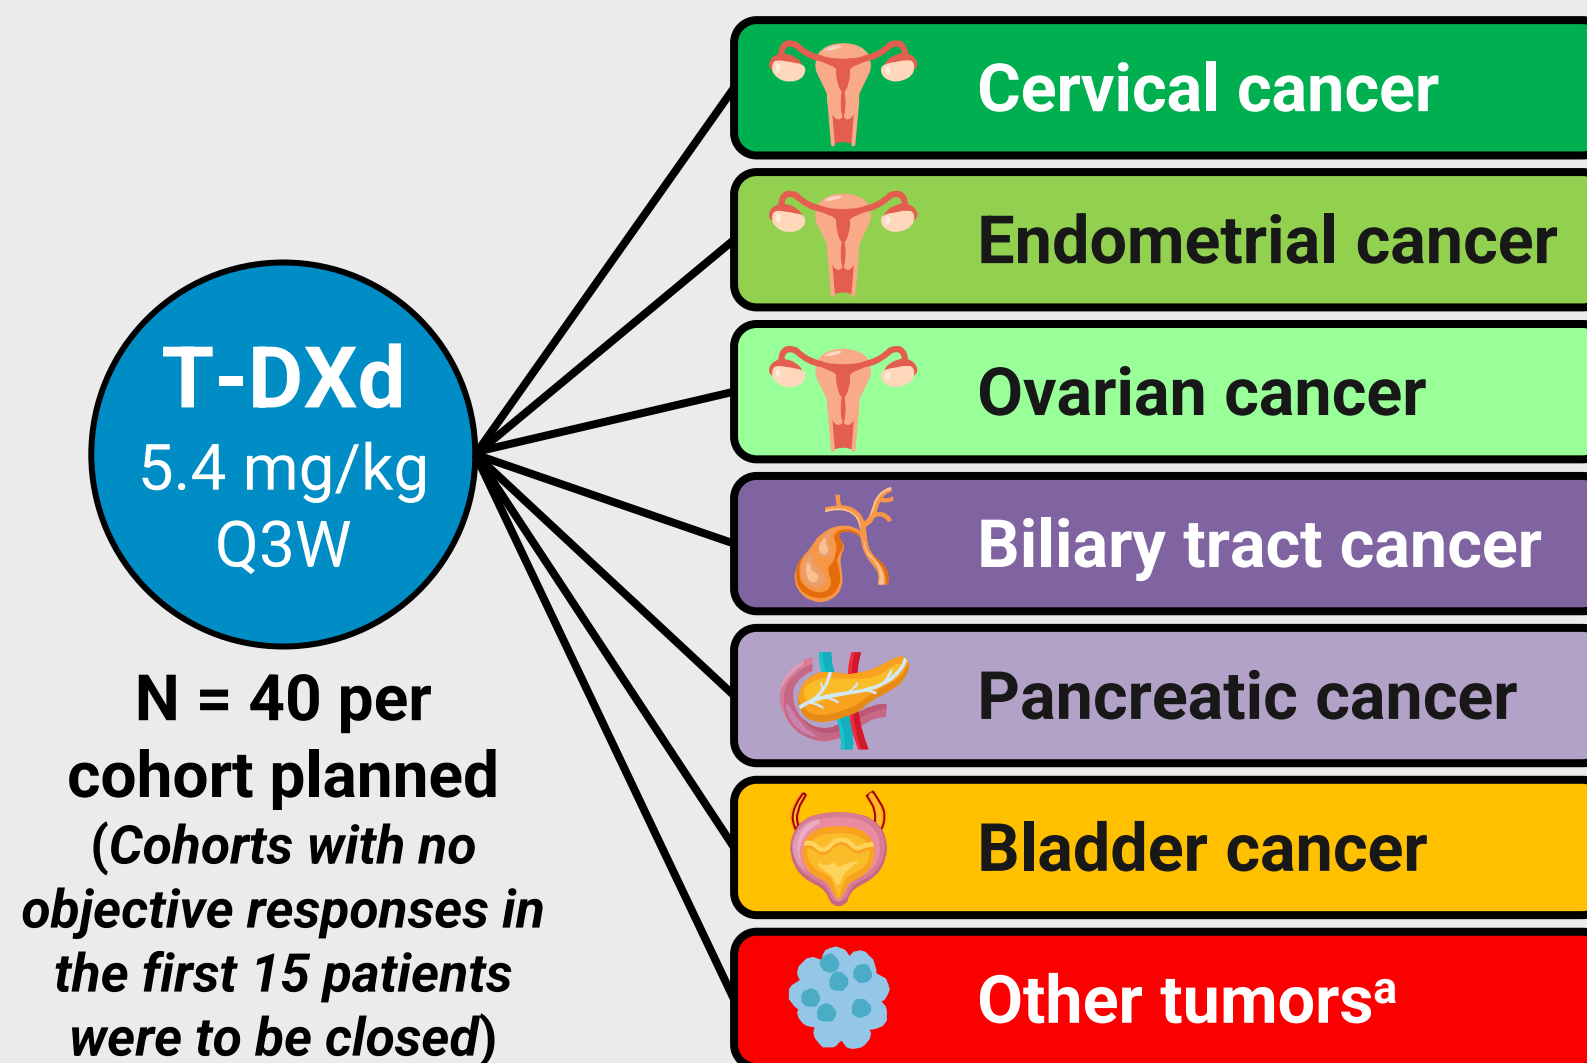 T-DXd
5.4 mg/kg
Q3W
N = 40 per
cohort planned
(Cohorts with no
objective responses in
the first 15 patients
were to be closed)
Cervical cancer
Endometrial cancer
Ovarian cancer
Biliary tract cancer
Pancreatic cancer
Bladder cancer
Other tumorsᵃ